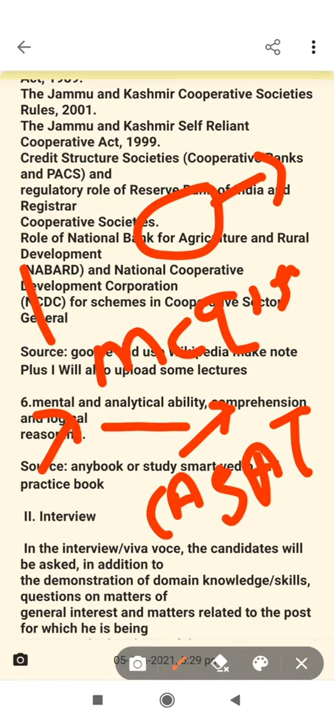 Act, 1989.
The Jammu and Kashmir Cooperative Societies
Rules, 2001.
The Jammu and Kashmir Self Reliant
Cooperative Act, 1999.
Credit Structure Societies (Cooperative Banks
and PACS) and
regulatory role of Reserve Bank of India and
Registrar
Cooperative Societies.
Role of National Bank for Agriculture and Rural
Development
(NABARD) and National Cooperative
Development Corporation
(NCDC) for schemes in Cooperative Sector
General
MCQ's
Source: google and use Wikipedia make note
Plus I Will also upload some lectures
6.mental and analytical ability, comprehension
and logical
reasoning.
CASAT
Source: anybook or study smart
practice book
II. Interview
In the interview/viva voce, the candidates will
be asked, in addition to
the demonstration of domain knowledge/skills,
questions on matters of
general interest and matters related to the post
for which he is being